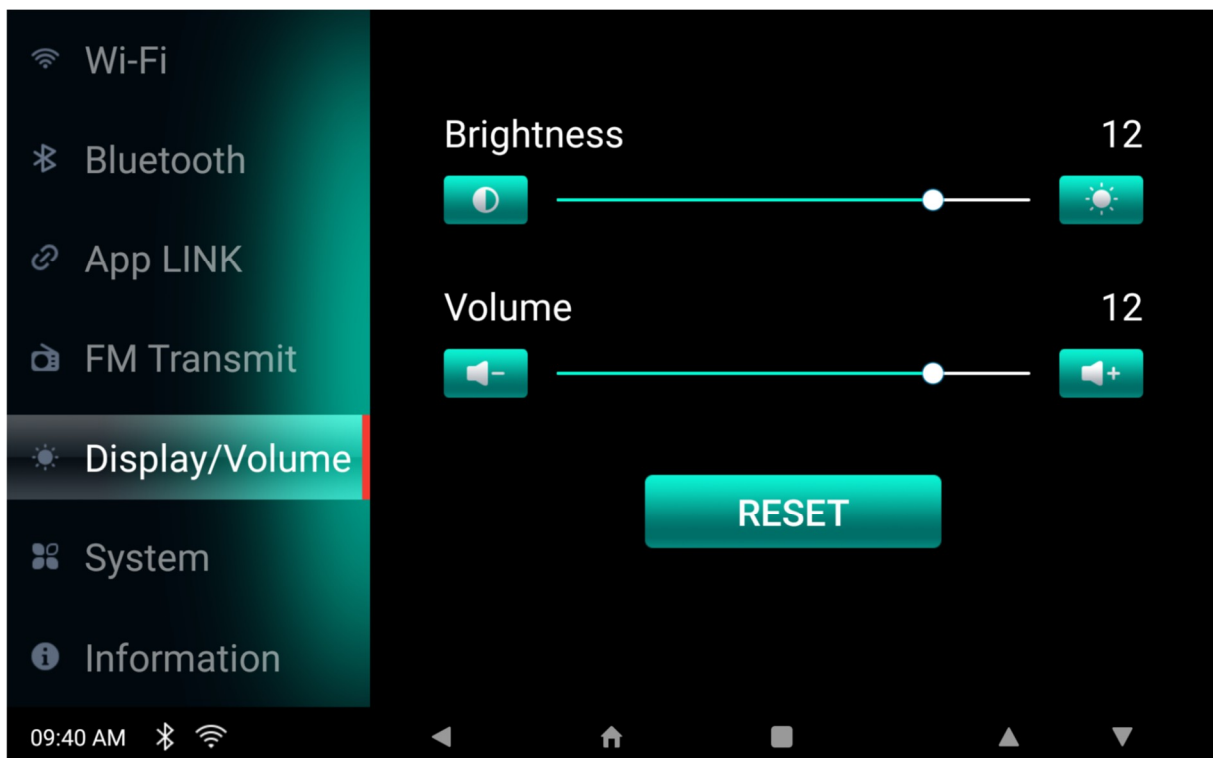 Wi-Fi
Bluetooth
App LINK
FM Transmit
Display/Volume
System
Information
Brightness 12
Volume 12
RESET
09:40 AM